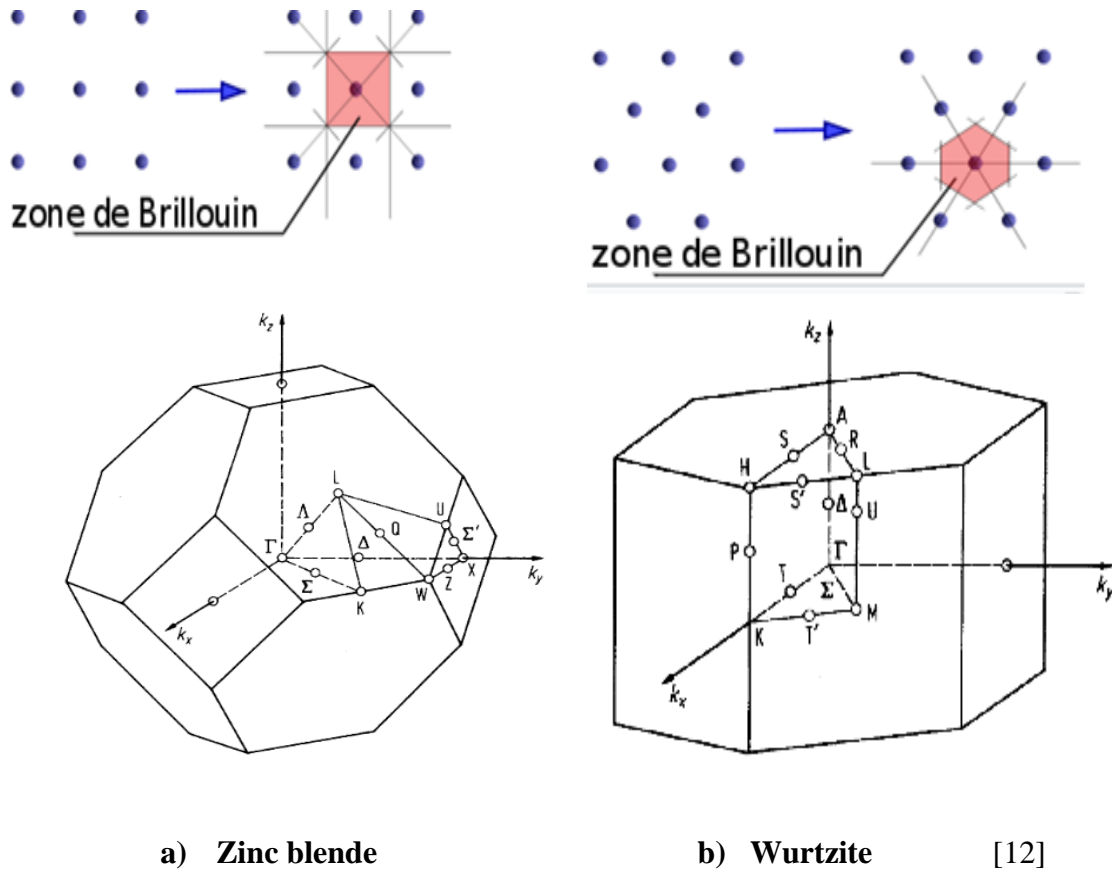 zone de Brillouin
zone de Brillouin
k_z
L
Λ
Q
U
Σ'
Γ
Δ
X
Z
k_y
Σ
K
W
k_x
k_z
A
S
R
H
L
S'
Δ
U
P
Γ
T
Σ
k_y
K
T'
M
k_x
a) Zinc blende
b) Wurtzite [12]